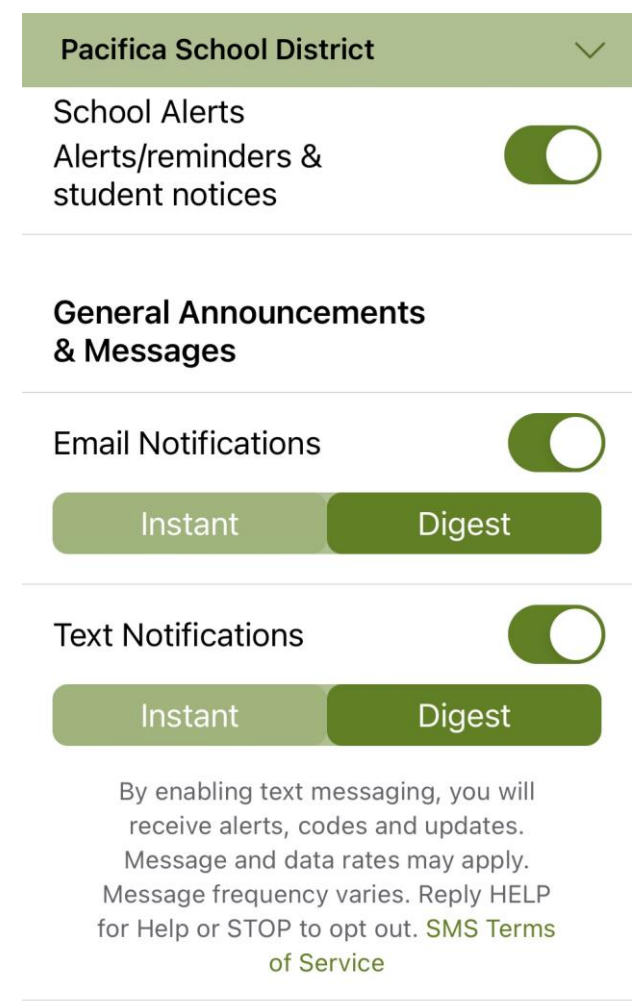 Pacifica School District
School Alerts
Alerts/reminders &
student notices
General Announcements
& Messages
Email Notifications
Instant
Digest
Text Notifications
Instant
Digest
By enabling text messaging, you will
receive alerts, codes and updates.
Message and data rates may apply.
Message frequency varies. Reply HELP
for Help or STOP to opt out. SMS Terms
of Service